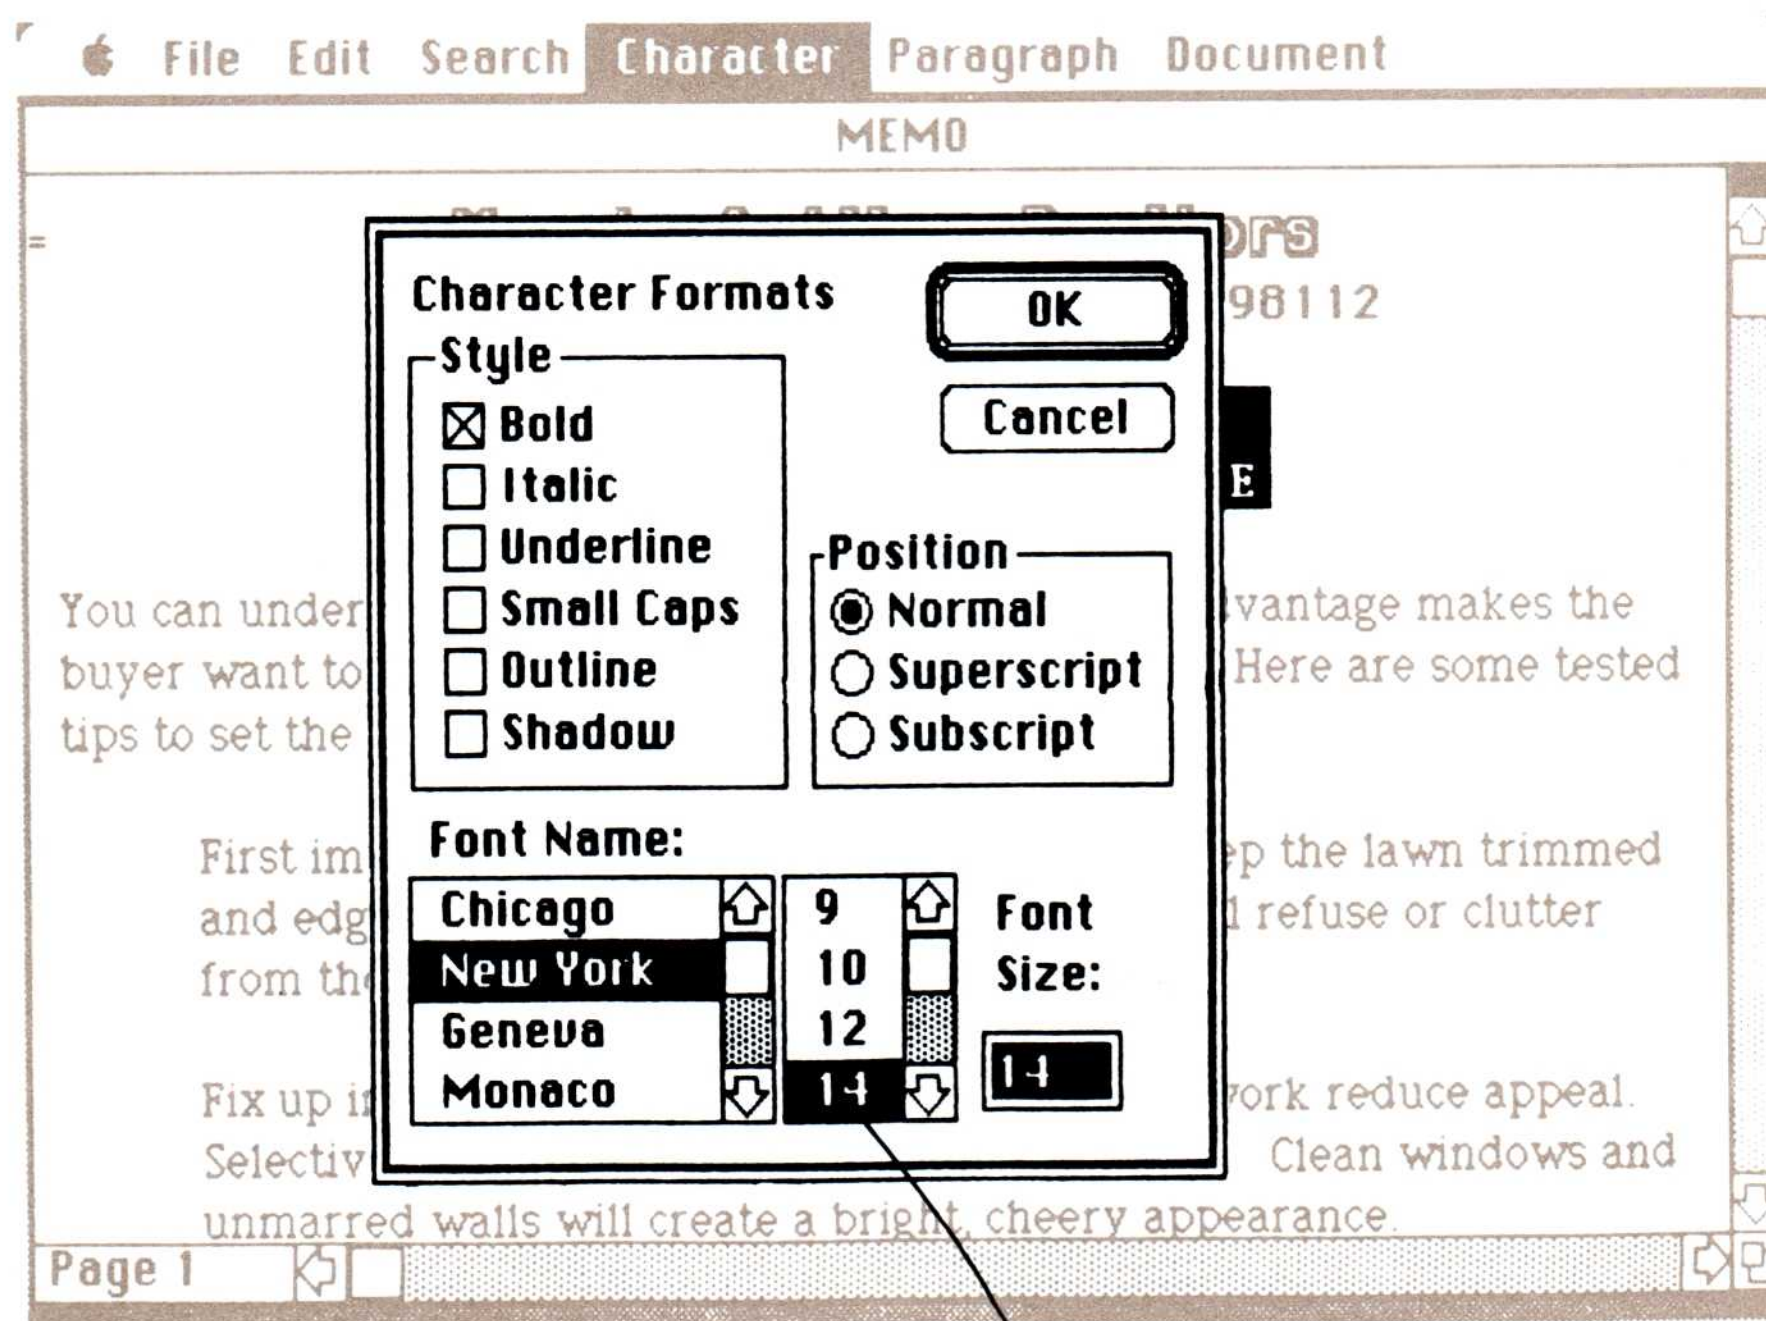 File Edit Search Character Paragraph Document
MEMO
ors
98112
E
Character Formats
OK
Cancel
Style
Bold
Italic
Underline
Small Caps
Outline
Shadow
Position
Normal
Superscript
Subscript
Font Name:
Chicago
New York
Geneva
Monaco
9
10
12
14
Font
Size:
14
You can under vantage makes the
buyer want to Here are some tested
tips to set the
First im ep the lawn trimmed
and edg refuse or clutter
from the
Fix up i ork reduce appeal.
Selectiv Clean windows and
unmarred walls will create a bright, cheery appearance.
Page 1